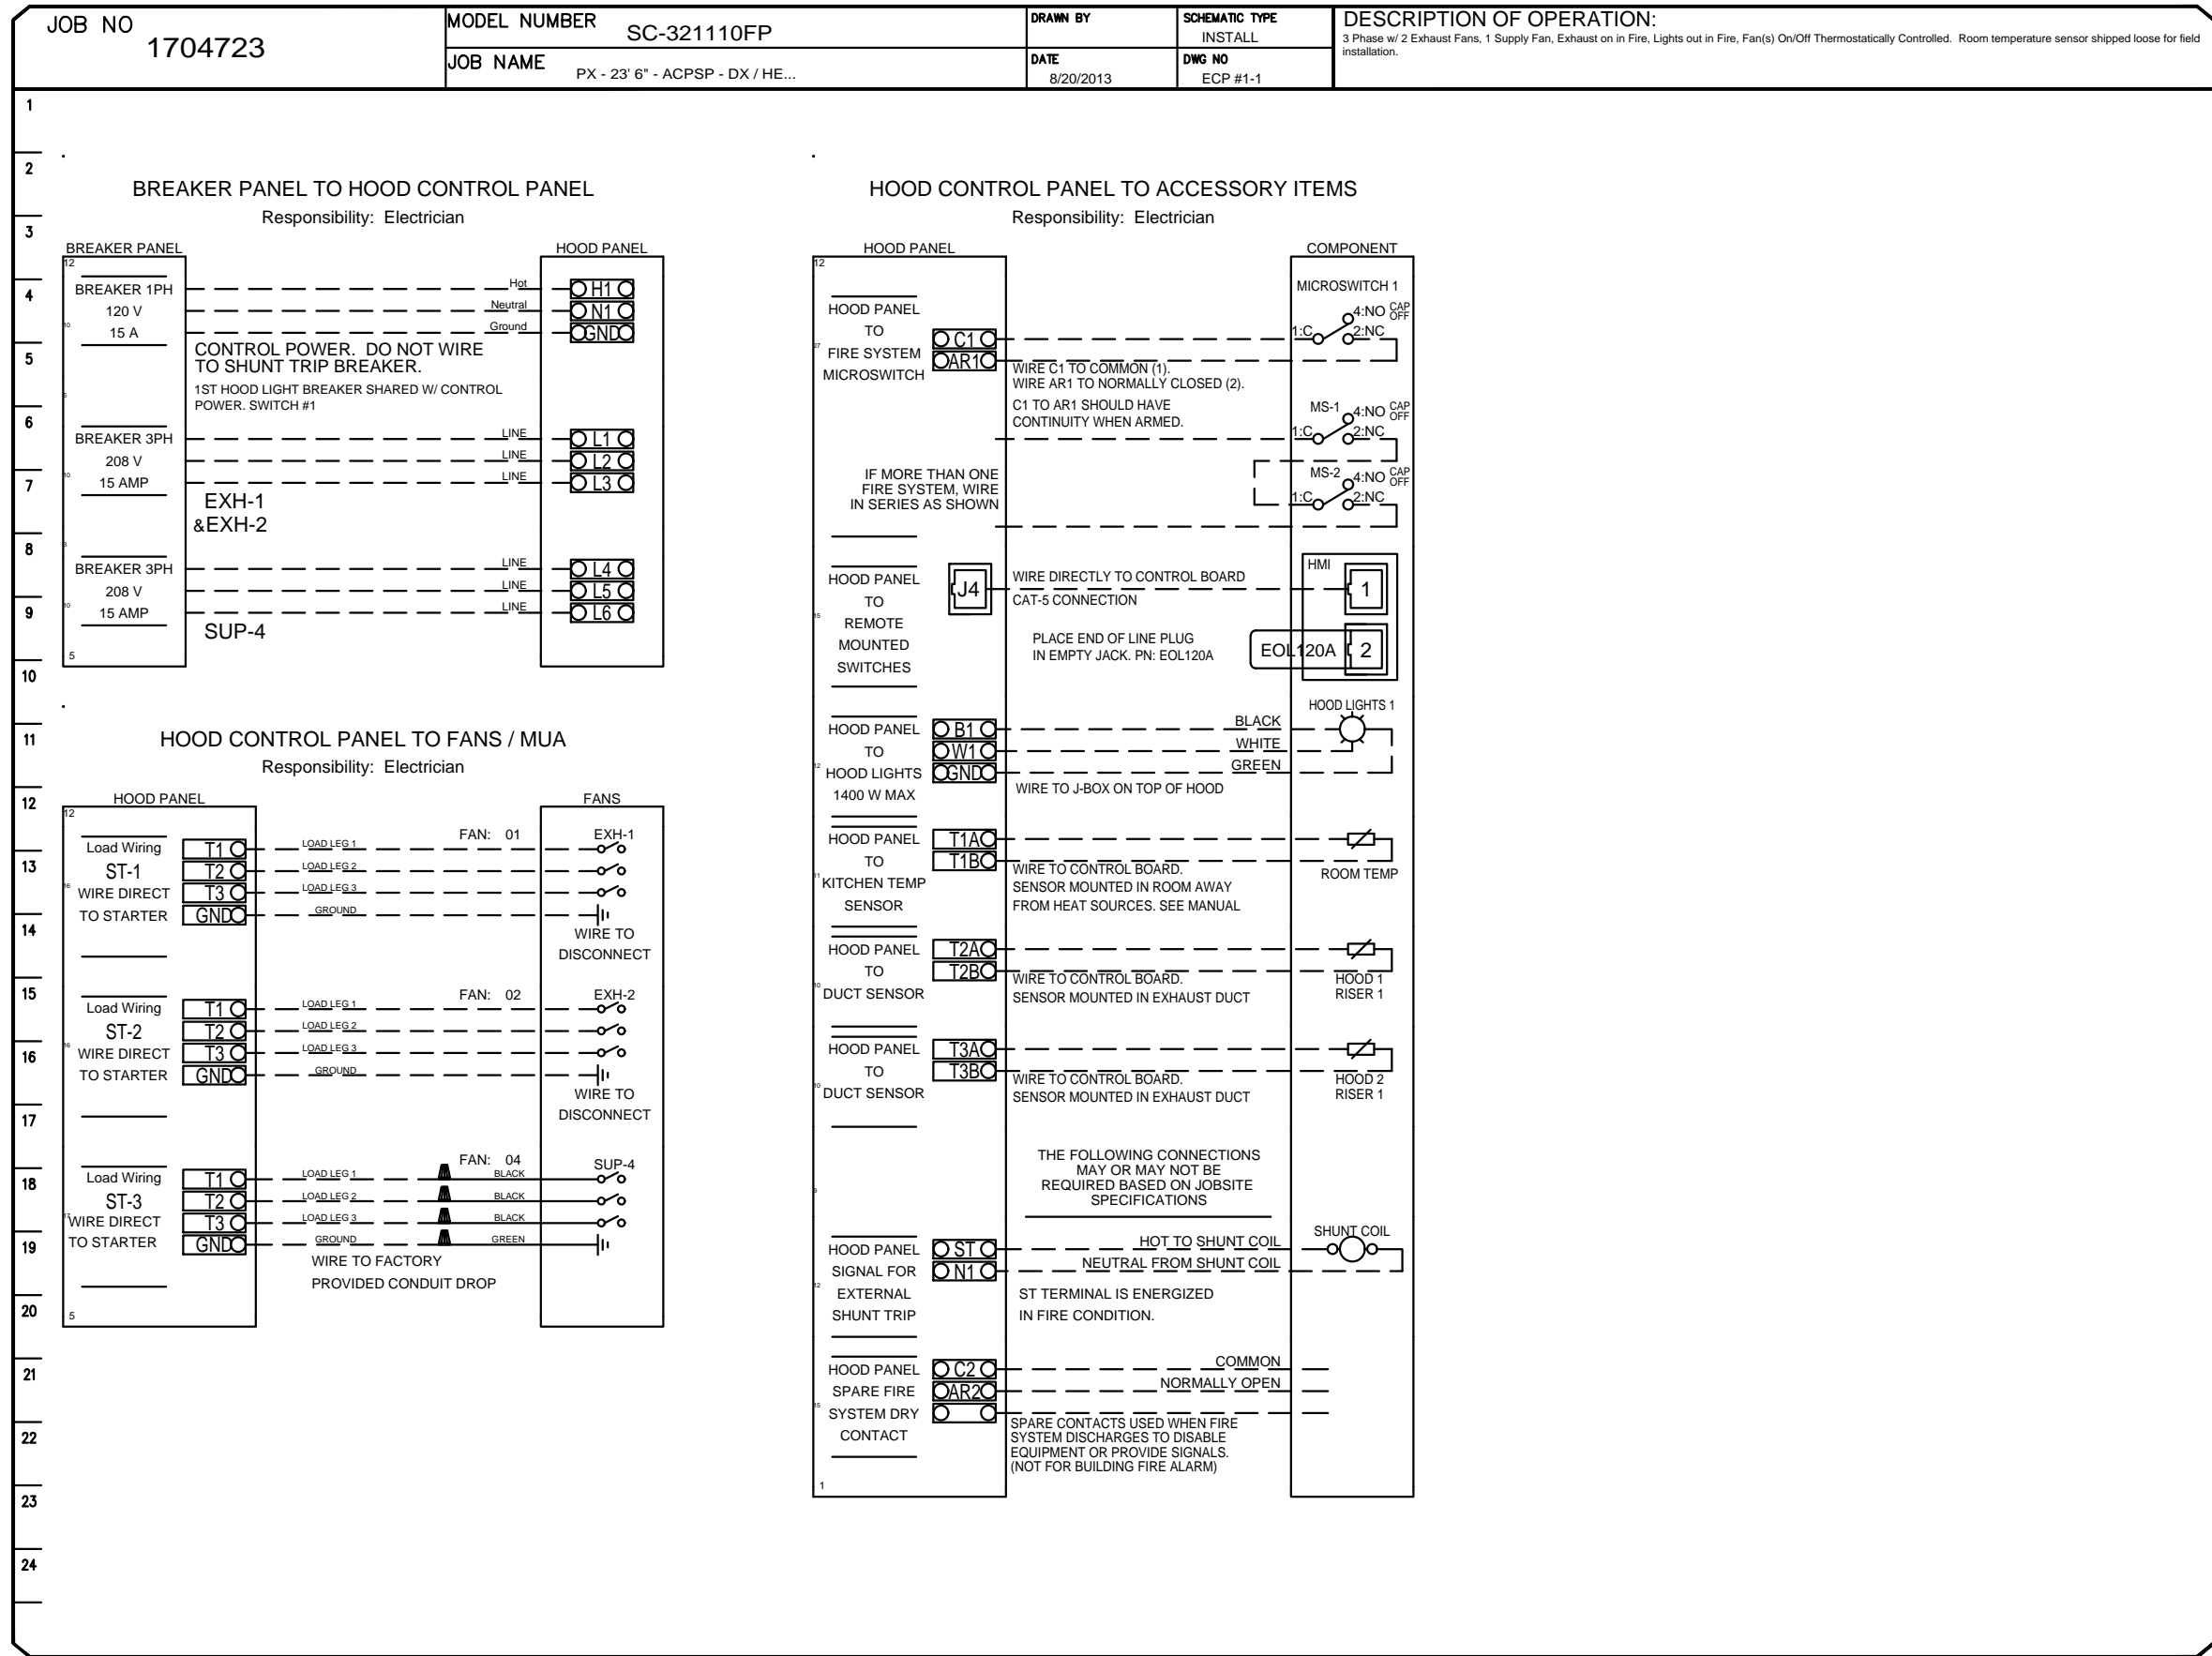 JOB NO
1704723
MODEL NUMBER
SC-321110FP
JOB NAME
PX - 23' 6" - ACPSP - DX / HE...
DRAWN BY
DATE
8/20/2013
SCHEMATIC TYPE
INSTALL
DWG NO
ECP #1-1
DESCRIPTION OF OPERATION:
3 Phase w/ 2 Exhaust Fans, 1 Supply Fan, Exhaust on in Fire, Lights out in Fire, Fan(s) On/Off Thermostatically Controlled. Room temperature sensor shipped loose for field
installation.
1
2
3
4
5
6
7
8
9
10
11
12
13
14
15
16
17
18
19
20
21
22
23
24
BREAKER PANEL TO HOOD CONTROL PANEL
Responsibility: Electrician
BREAKER PANEL
HOOD PANEL
12
BREAKER 1PH
120 V
15 A
10
Hot
Neutral
Ground
H1
N1
GND
CONTROL POWER. DO NOT WIRE
TO SHUNT TRIP BREAKER.
1ST HOOD LIGHT BREAKER SHARED W/ CONTROL
POWER. SWITCH #1
BREAKER 3PH
208 V
15 AMP
10
LINE
LINE
LINE
L1
L2
L3
EXH-1
&EXH-2
BREAKER 3PH
208 V
15 AMP
10
LINE
LINE
LINE
L4
L5
L6
SUP-4
5
HOOD CONTROL PANEL TO FANS / MUA
Responsibility: Electrician
HOOD PANEL
FANS
12
Load Wiring
ST-1
WIRE DIRECT
TO STARTER
16
T1
T2
T3
GND
LOAD LEG 1
LOAD LEG 2
LOAD LEG 3
GROUND
FAN: 01
EXH-1
WIRE TO
DISCONNECT
Load Wiring
ST-2
WIRE DIRECT
TO STARTER
16
T1
T2
T3
GND
LOAD LEG 1
LOAD LEG 2
LOAD LEG 3
GROUND
FAN: 02
EXH-2
WIRE TO
DISCONNECT
Load Wiring
ST-3
WIRE DIRECT
TO STARTER
17
T1
T2
T3
GND
LOAD LEG 1
LOAD LEG 2
LOAD LEG 3
GROUND
FAN: 04
BLACK
BLACK
BLACK
GREEN
SUP-4
WIRE TO FACTORY
PROVIDED CONDUIT DROP
5
HOOD CONTROL PANEL TO ACCESSORY ITEMS
Responsibility: Electrician
HOOD PANEL
COMPONENT
12
HOOD PANEL
TO
FIRE SYSTEM
MICROSWITCH
27
C1
AR1
WIRE C1 TO COMMON (1).
WIRE AR1 TO NORMALLY CLOSED (2).
C1 TO AR1 SHOULD HAVE
CONTINUITY WHEN ARMED.
MICROSWITCH 1
4:NO CAP OFF
1:C
2:NC
MS-1
4:NO CAP OFF
1:C
2:NC
MS-2
4:NO CAP OFF
1:C
2:NC
IF MORE THAN ONE
FIRE SYSTEM, WIRE
IN SERIES AS SHOWN
HOOD PANEL
TO
REMOTE
MOUNTED
SWITCHES
15
J4
WIRE DIRECTLY TO CONTROL BOARD
CAT-5 CONNECTION
PLACE END OF LINE PLUG
IN EMPTY JACK. PN: EOL120A
HMI
1
EOL120A
2
HOOD PANEL
TO
HOOD LIGHTS
1400 W MAX
12
B1
W1
GND
BLACK
WHITE
GREEN
WIRE TO J-BOX ON TOP OF HOOD
HOOD LIGHTS 1
HOOD PANEL
TO
KITCHEN TEMP
SENSOR
11
T1A
T1B
WIRE TO CONTROL BOARD.
SENSOR MOUNTED IN ROOM AWAY
FROM HEAT SOURCES. SEE MANUAL
ROOM TEMP
HOOD PANEL
TO
DUCT SENSOR
10
T2A
T2B
WIRE TO CONTROL BOARD.
SENSOR MOUNTED IN EXHAUST DUCT
HOOD 1
RISER 1
HOOD PANEL
TO
DUCT SENSOR
10
T3A
T3B
WIRE TO CONTROL BOARD.
SENSOR MOUNTED IN EXHAUST DUCT
HOOD 2
RISER 1
THE FOLLOWING CONNECTIONS
MAY OR MAY NOT BE
REQUIRED BASED ON JOBSITE
SPECIFICATIONS
9
HOOD PANEL
SIGNAL FOR
EXTERNAL
SHUNT TRIP
12
ST
N1
HOT TO SHUNT COIL
NEUTRAL FROM SHUNT COIL
ST TERMINAL IS ENERGIZED
IN FIRE CONDITION.
SHUNT COIL
HOOD PANEL
SPARE FIRE
SYSTEM DRY
CONTACT
15
C2
AR2
COMMON
NORMALLY OPEN
SPARE CONTACTS USED WHEN FIRE
SYSTEM DISCHARGES TO DISABLE
EQUIPMENT OR PROVIDE SIGNALS.
(NOT FOR BUILDING FIRE ALARM)
1